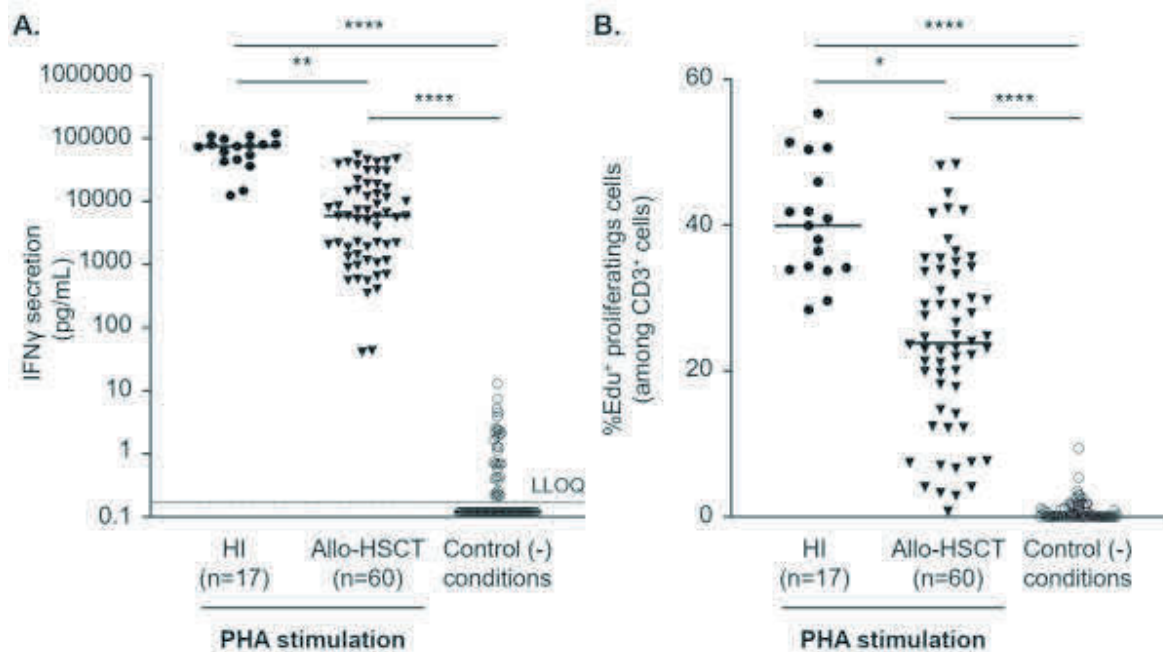 A.
****
**
****
1000000
100000
10000
1000
100
10
1
0.1
IFNγ secretion
(pg/mL)
LLOQ
HI
(n=17)
Allo-HSCT
(n=60)
Control (-)
conditions
PHA stimulation
B.
****
*
****
60
40
20
0
%Edu⁺ proliferatings cells
(among CD3⁺ cells)
HI
(n=17)
Allo-HSCT
(n=60)
Control (-)
conditions
PHA stimulation